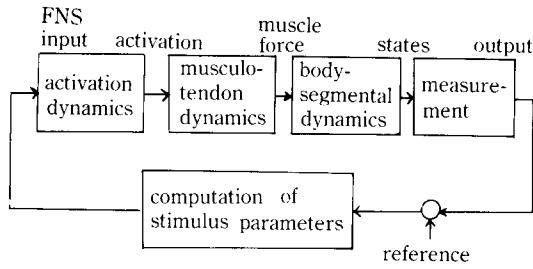 FNS
input activation
muscle
force
states
output
activation
dynamics
musculo-
tendon
dynamics
body-
segmental
dynamics
measure-
ment
computation of
stimulus parameters
reference